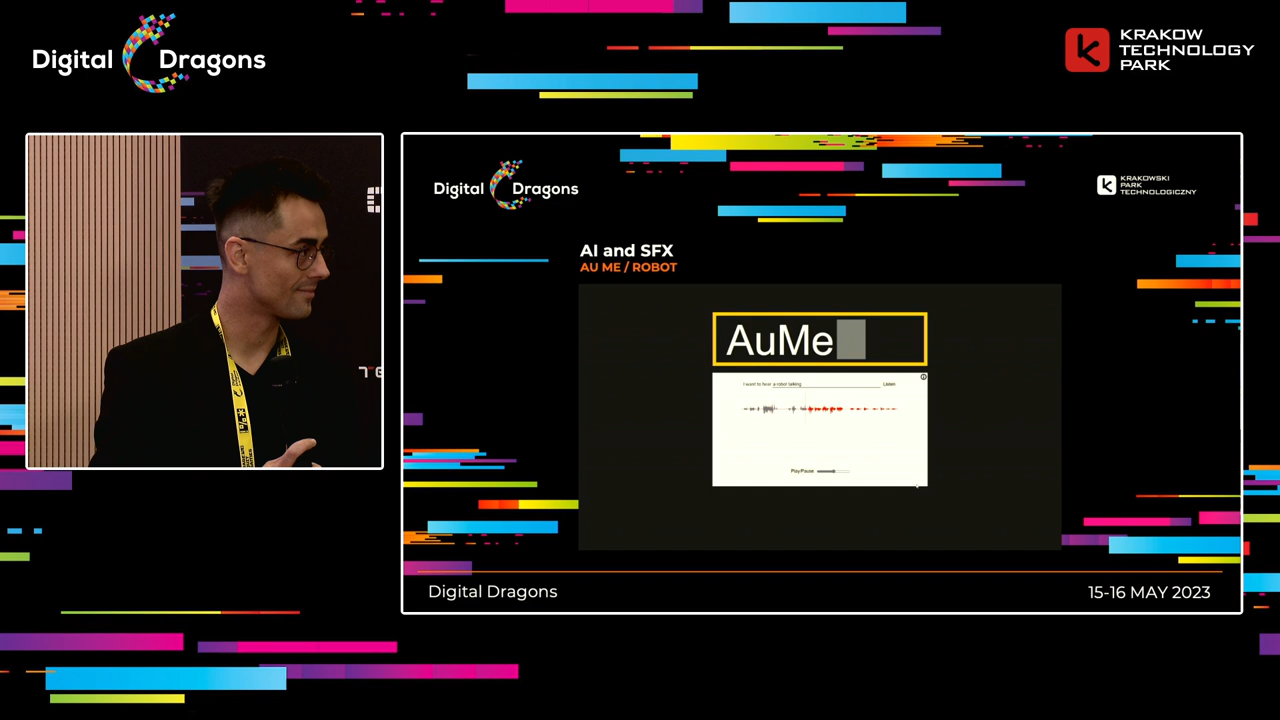 Digital Dragons
KRAKOW
TECHNOLOGY
PARK
Digital Dragons
KRAKOWSKI
PARK
TECHNOLOGICZNY
AI and SFX
AU ME / ROBOT
AuMe
I want to hear a robot talking
Listen
Play/Pause
Digital Dragons
15-16 MAY 2023